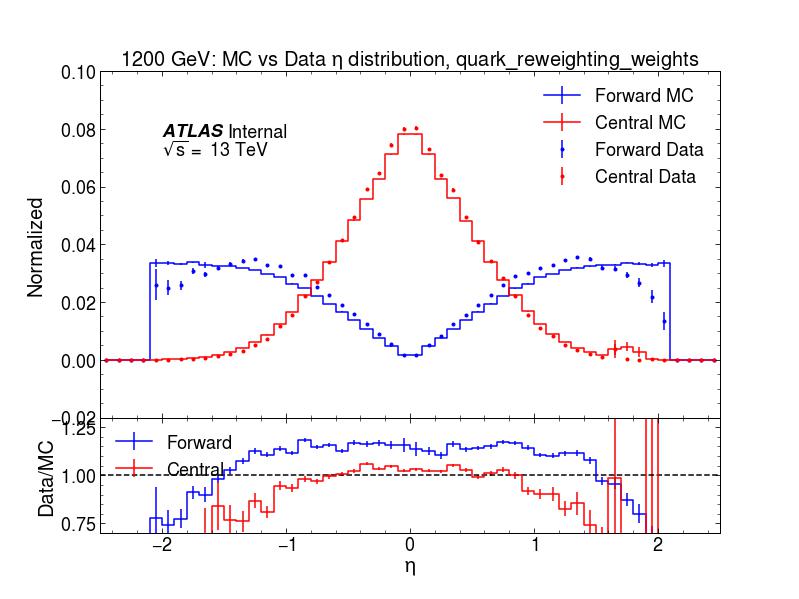 1200 GeV: MC vs Data η distribution, quark_reweighting_weights
Normalized
0.10
0.08
0.06
0.04
0.02
0.00
−0.02
ATLAS Internal
√s = 13 TeV
Forward MC
Central MC
Forward Data
Central Data
Data/MC
1.25
1.00
0.75
Forward
Central
−2
−1
0
1
2
η